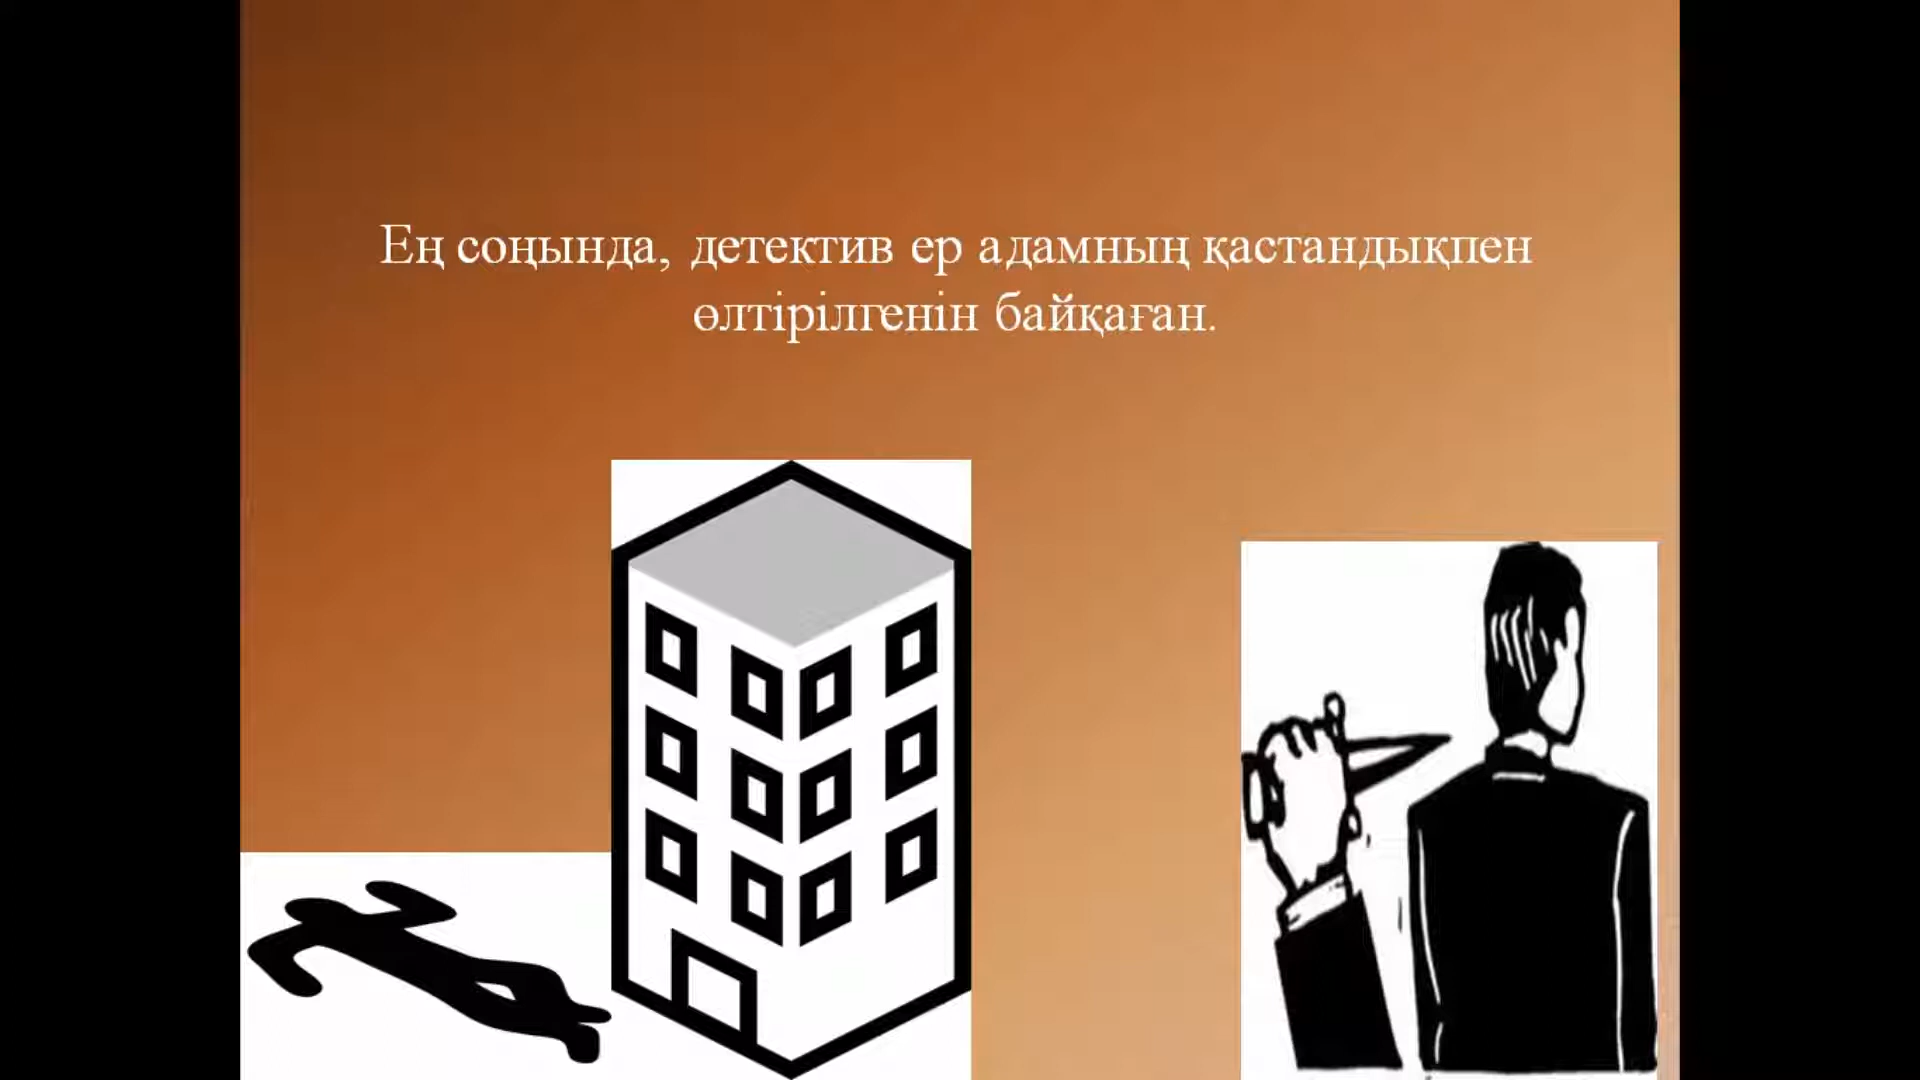 Ең соңында, детектив ер адамның қастандықпен
өлтірілгенін байқаған.